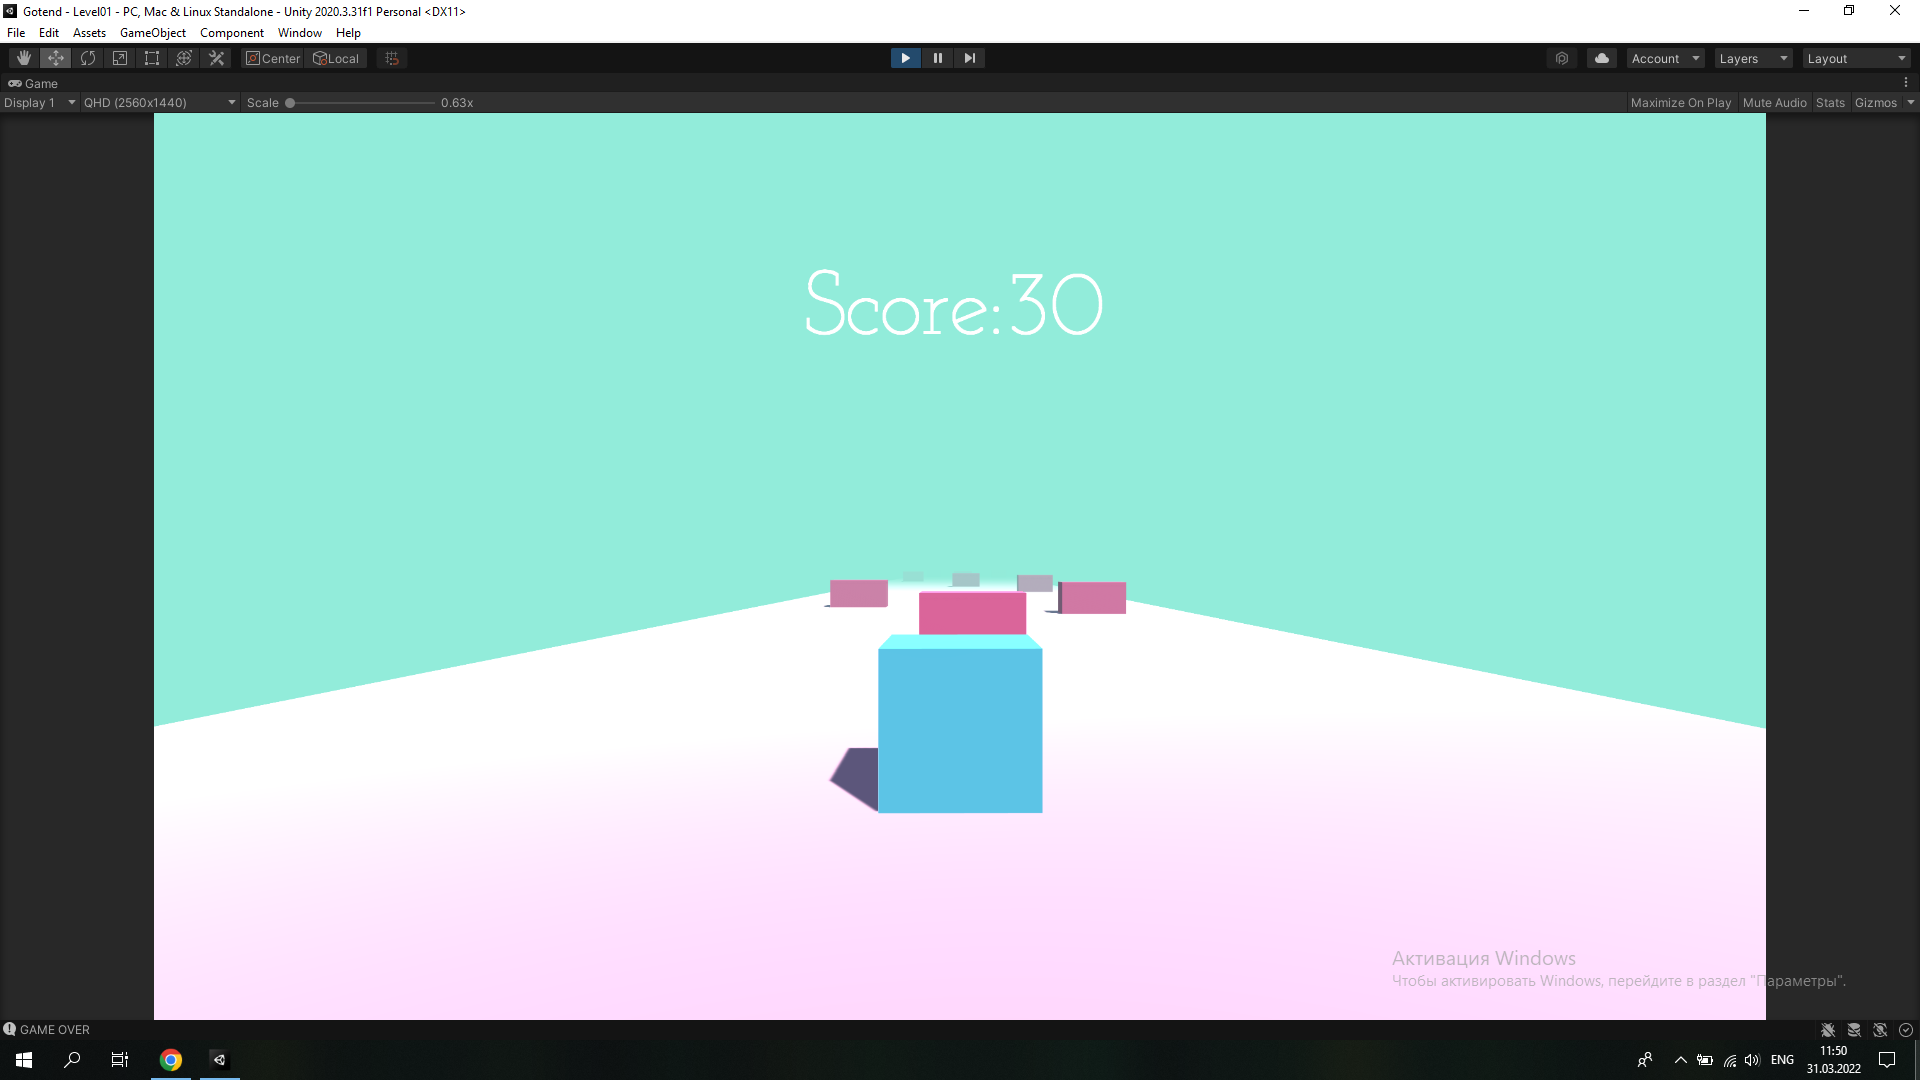 Gotend - Level01 - PC, Mac & Linux Standalone - Unity 2020.3.31f1 Personal <DX11>
File Edit Assets GameObject Component Window Help
Center Local Account Layers Layout
Game
Display 1 QHD (2560x1440) Scale 0.63x Maximize On Play Mute Audio Stats Gizmos
Score:30
Активация Windows
Чтобы активировать Windows, перейдите в раздел "Параметры".
GAME OVER
ENG
11:50
31.03.2022